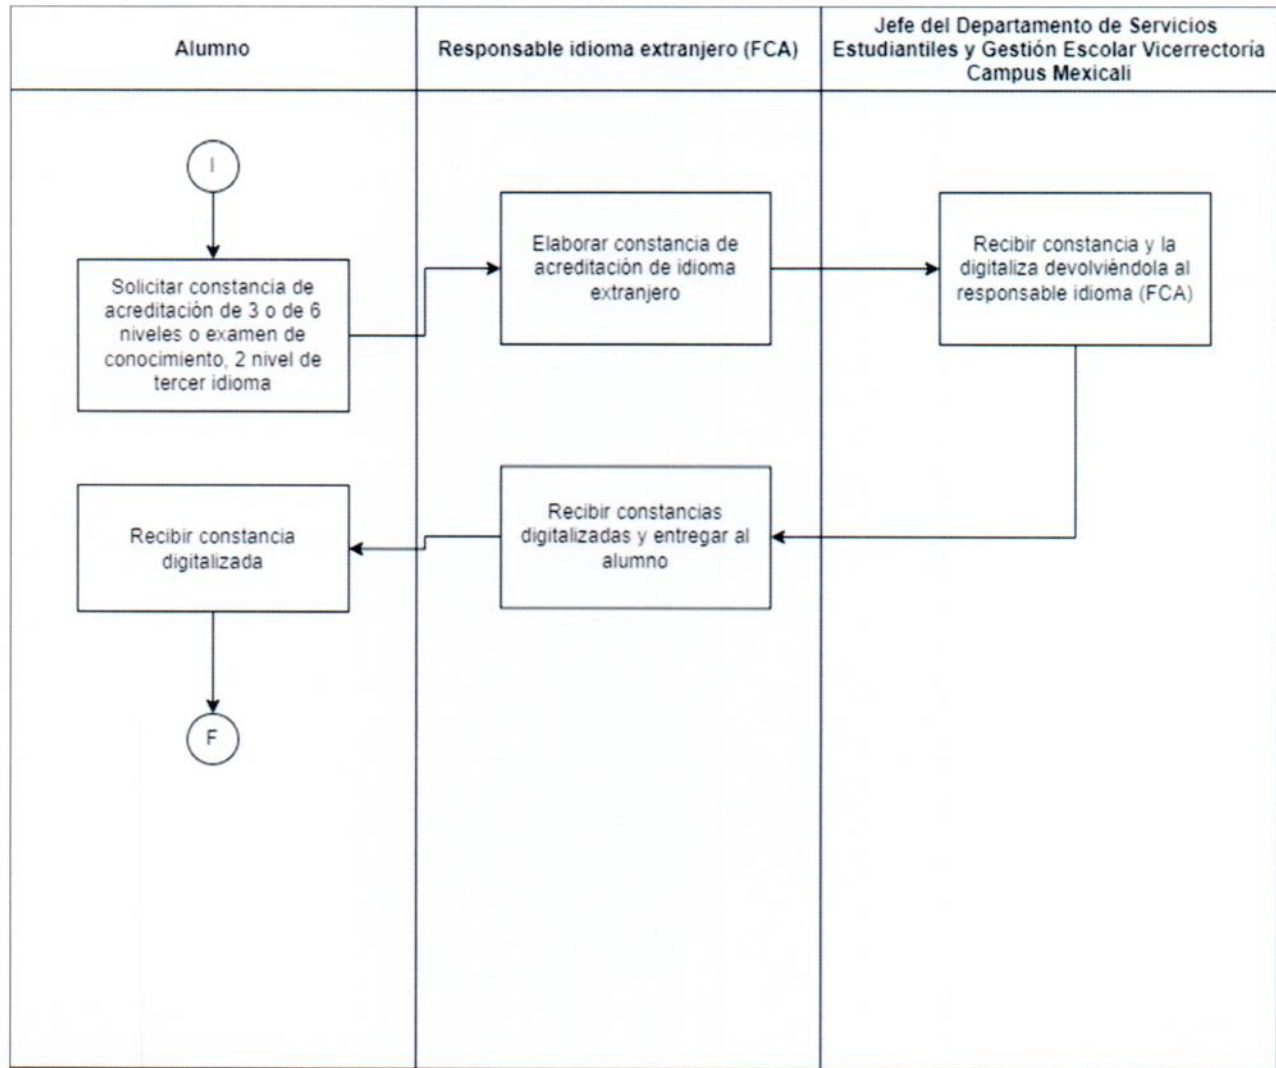 Alumno
Responsable idioma extranjero (FCA)
Jefe del Departamento de Servicios
Estudiantiles y Gestión Escolar Vicerrectoría
Campus Mexicali
I
Solicitar constancia de
acreditación de 3 o de 6
niveles o examen de
conocimiento, 2 nivel de
tercer idioma
Elaborar constancia de
acreditación de idioma
extranjero
Recibir constancia y la
digitaliza devolviéndola al
responsable idioma (FCA)
Recibir constancias
digitalizadas y entregar al
alumno
Recibir constancia
digitalizada
F